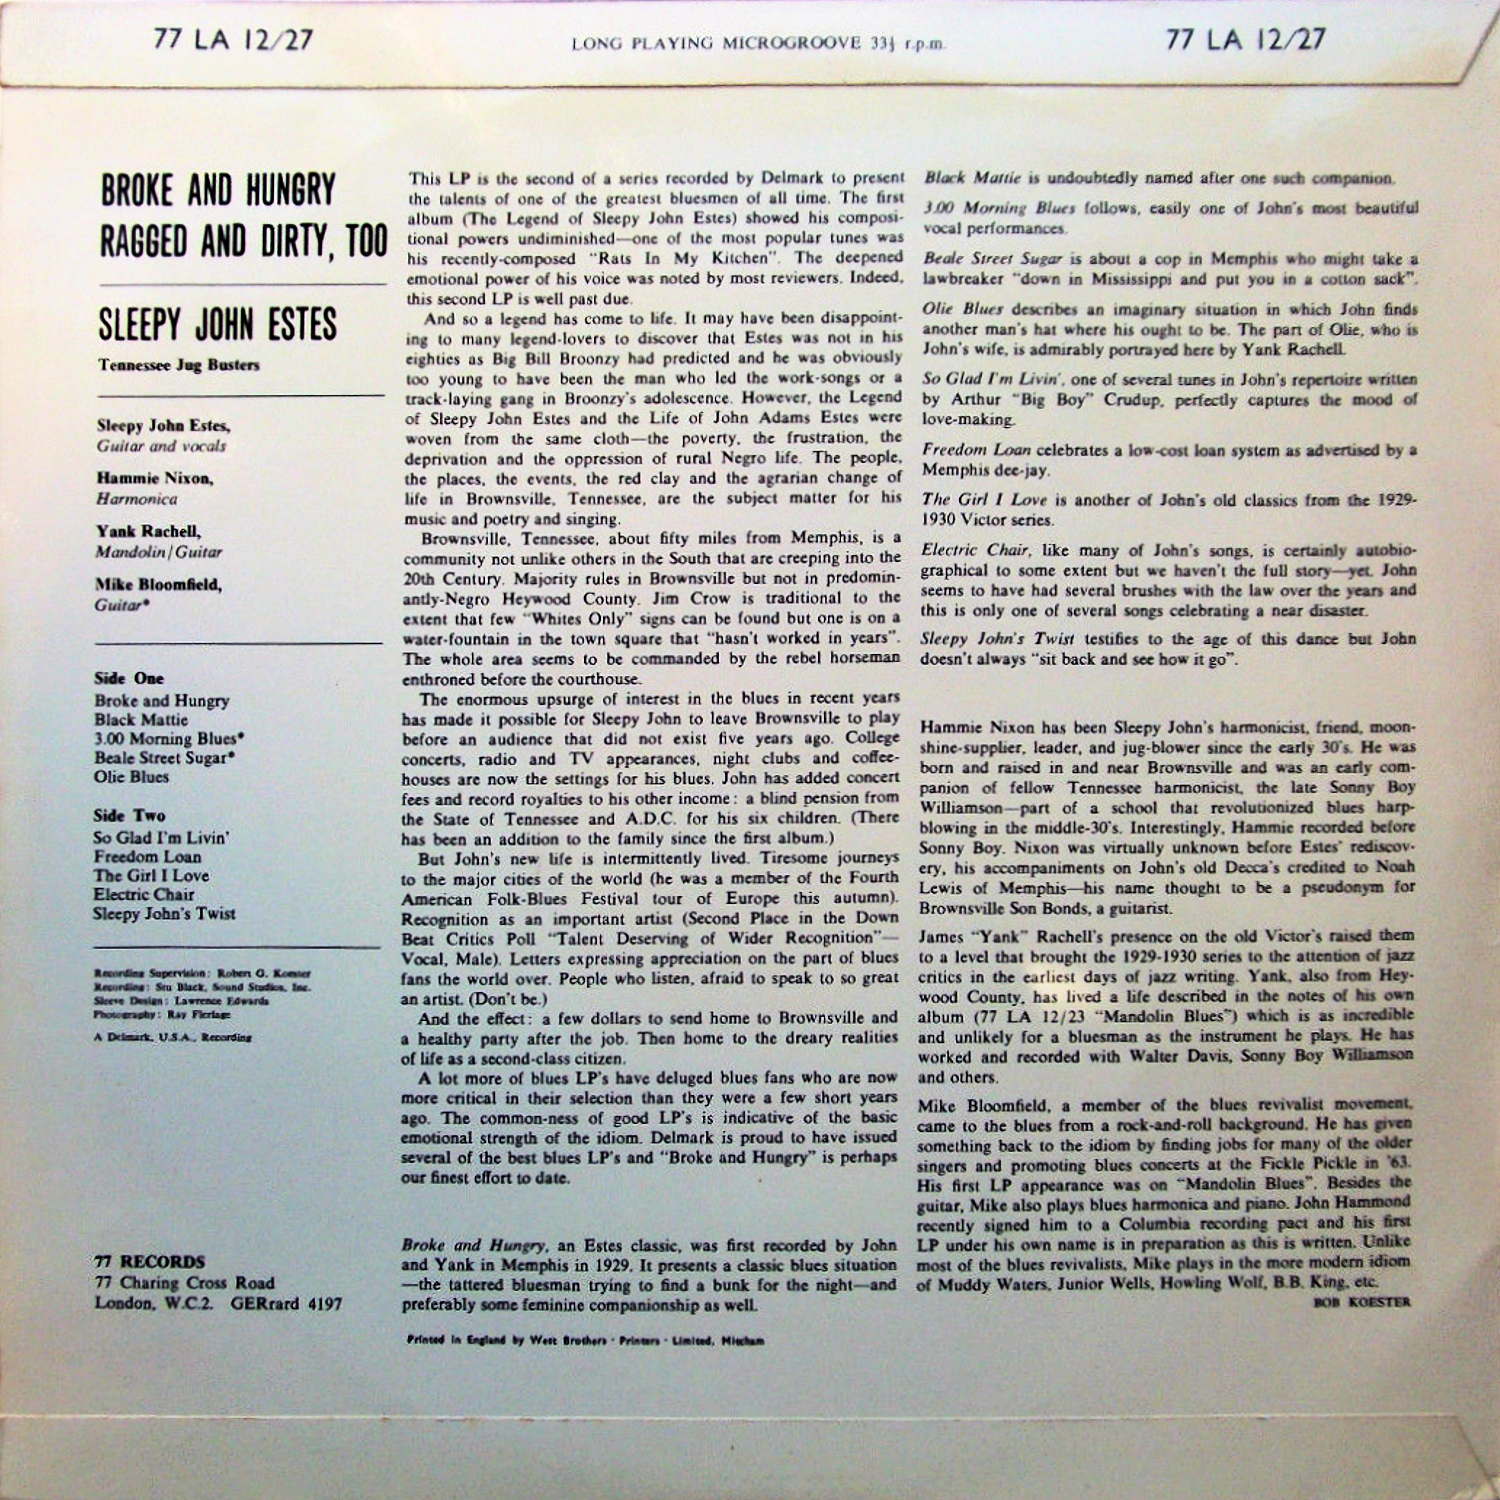 77 LA 12/27
LONG PLAYING MICROGROOVE 33⅓ r.p.m.
77 LA 12/27
BROKE AND HUNGRY
RAGGED AND DIRTY, TOO
SLEEPY JOHN ESTES
Tennessee Jug Busters
Sleepy John Estes,
Guitar and vocals
Hammie Nixon,
Harmonica
Yank Rachell,
Mandolin/Guitar
Mike Bloomfield,
Guitar*
Side One
Broke and Hungry
Black Mattie
3.00 Morning Blues*
Beale Street Sugar*
Olie Blues
Side Two
So Glad I'm Livin'
Freedom Loan
The Girl I Love
Electric Chair
Sleepy John's Twist
Recording Supervision: Robert G. Koester
Recording: Stu Black, Sound Studios, Inc.
Sleeve Design: Lawrence Edwards
Photography: Ray Flerlage
A Delmark, U.S.A., Recording
77 RECORDS
77 Charing Cross Road
London, W.C.2. GERrard 4197
This LP is the second of a series recorded by Delmark to present
the talents of one of the greatest bluesmen of all time. The first
album (The Legend of Sleepy John Estes) showed his composi-
tional powers undiminished—one of the most popular tunes was
his recently-composed "Rats In My Kitchen". The deepened
emotional power of his voice was noted by most reviewers. Indeed,
this second LP is well past due.
And so a legend has come to life. It may have been disappoint-
ing to many legend-lovers to discover that Estes was not in his
eighties as Big Bill Broonzy had predicted and he was obviously
too young to have been the man who led the work-songs or a
track-laying gang in Broonzy's adolescence. However, the Legend
of Sleepy John Estes and the Life of John Adams Estes were
woven from the same cloth—the poverty, the frustration, the
deprivation and the oppression of rural Negro life. The people,
the places, the events, the red clay and the agrarian change of
life in Brownsville, Tennessee, are the subject matter for his
music and poetry and singing.
Brownsville, Tennessee, about fifty miles from Memphis, is a
community not unlike others in the South that are creeping into the
20th Century. Majority rules in Brownsville but not in predomin-
antly-Negro Heywood County. Jim Crow is traditional to the
extent that few "Whites Only" signs can be found but one is on a
water-fountain in the town square that "hasn't worked in years".
The whole area seems to be commanded by the rebel horseman
enthroned before the courthouse.
The enormous upsurge of interest in the blues in recent years
has made it possible for Sleepy John to leave Brownsville to play
before an audience that did not exist five years ago. College
concerts, radio and TV appearances, night clubs and coffee-
houses are now the settings for his blues. John has added concert
fees and record royalties to his other income: a blind pension from
the State of Tennessee and A.D.C. for his six children. (There
has been an addition to the family since the first album.)
But John's new life is intermittently lived. Tiresome journeys
to the major cities of the world (he was a member of the Fourth
American Folk-Blues Festival tour of Europe this autumn).
Recognition as an important artist (Second Place in the Down
Beat Critics Poll "Talent Deserving of Wider Recognition"—
Vocal, Male). Letters expressing appreciation on the part of blues
fans the world over. People who listen, afraid to speak to so great
an artist. (Don't be.)
And the effect: a few dollars to send home to Brownsville and
a healthy party after the job. Then home to the dreary realities
of life as a second-class citizen.
A lot more of blues LP's have deluged blues fans who are now
more critical in their selection than they were a few short years
ago. The common-ness of good LP's is indicative of the basic
emotional strength of the idiom. Delmark is proud to have issued
several of the best blues LP's and "Broke and Hungry" is perhaps
our finest effort to date.
Broke and Hungry, an Estes classic, was first recorded by John
and Yank in Memphis in 1929. It presents a classic blues situation
—the tattered bluesman trying to find a bunk for the night—and
preferably some feminine companionship as well.
Printed in England by West Brothers · Printers · Limited, Mitcham
Black Mattie is undoubtedly named after one such companion.
3.00 Morning Blues follows, easily one of John's most beautiful
vocal performances.
Beale Street Sugar is about a cop in Memphis who might take a
lawbreaker "down in Mississippi and put you in a cotton sack".
Olie Blues describes an imaginary situation in which John finds
another man's hat where his ought to be. The part of Olie, who is
John's wife, is admirably portrayed here by Yank Rachell.
So Glad I'm Livin', one of several tunes in John's repertoire written
by Arthur "Big Boy" Crudup, perfectly captures the mood of
love-making.
Freedom Loan celebrates a low-cost loan system as advertised by a
Memphis dee-jay.
The Girl I Love is another of John's old classics from the 1929-
1930 Victor series.
Electric Chair, like many of John's songs, is certainly autobio-
graphical to some extent but we haven't the full story—yet. John
seems to have had several brushes with the law over the years and
this is only one of several songs celebrating a near disaster.
Sleepy John's Twist testifies to the age of this dance but John
doesn't always "sit back and see how it go".
Hammie Nixon has been Sleepy John's harmonicist, friend, moon-
shine-supplier, leader, and jug-blower since the early 30's. He was
born and raised in and near Brownsville and was an early com-
panion of fellow Tennessee harmonicist, the late Sonny Boy
Williamson—part of a school that revolutionized blues harp-
blowing in the middle-30's. Interestingly, Hammie recorded before
Sonny Boy. Nixon was virtually unknown before Estes' rediscov-
ery, his accompaniments on John's old Decca's credited to Noah
Lewis of Memphis—his name thought to be a pseudonym for
Brownsville Son Bonds, a guitarist.
James "Yank" Rachell's presence on the old Victor's raised them
to a level that brought the 1929-1930 series to the attention of jazz
critics in the earliest days of jazz writing. Yank, also from Hey-
wood County, has lived a life described in the notes of his own
album (77 LA 12/23 "Mandolin Blues") which is as incredible
and unlikely for a bluesman as the instrument he plays. He has
worked and recorded with Walter Davis, Sonny Boy Williamson
and others.
Mike Bloomfield, a member of the blues revivalist movement,
came to the blues from a rock-and-roll background. He has given
something back to the idiom by finding jobs for many of the older
singers and promoting blues concerts at the Fickle Pickle in '63.
His first LP appearance was on "Mandolin Blues". Besides the
guitar, Mike also plays blues harmonica and piano. John Hammond
recently signed him to a Columbia recording pact and his first
LP under his own name is in preparation as this is written. Unlike
most of the blues revivalists, Mike plays in the more modern idiom
of Muddy Waters, Junior Wells, Howling Wolf, B.B. King, etc.
BOB KOESTER